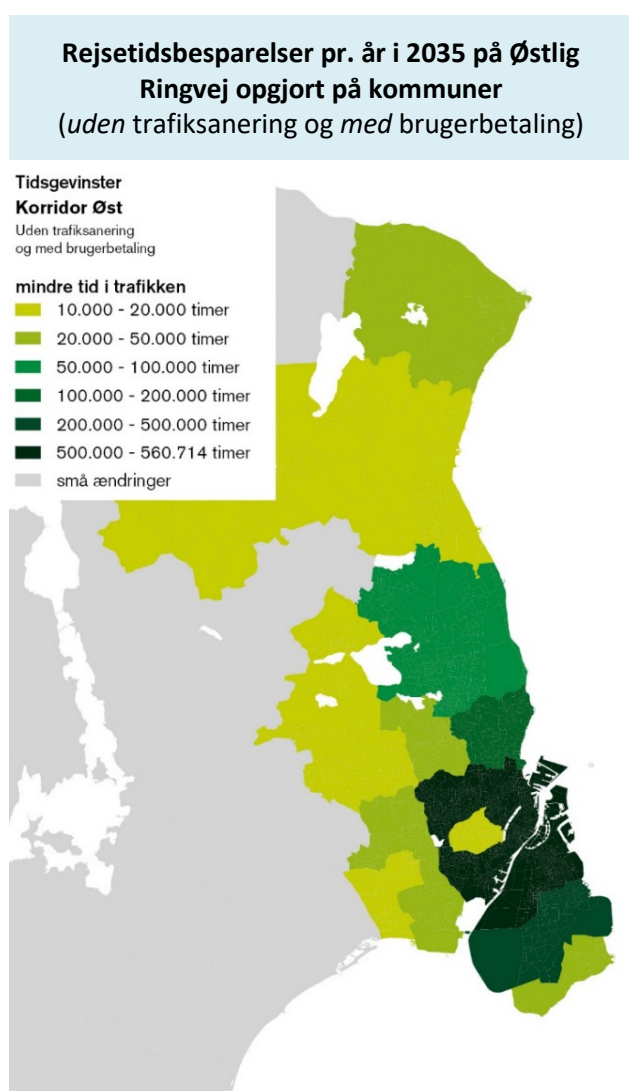 Rejsetidsbesparelser pr. år i 2035 på Østlig
Ringvej opgjort på kommuner
(uden trafiksanering og med brugerbetaling)
Tidsgevinster
Korridor Øst
Uden trafiksanering
og med brugerbetaling
mindre tid i trafikken
10.000 - 20.000 timer
20.000 - 50.000 timer
50.000 - 100.000 timer
100.000 - 200.000 timer
200.000 - 500.000 timer
500.000 - 560.714 timer
små ændringer